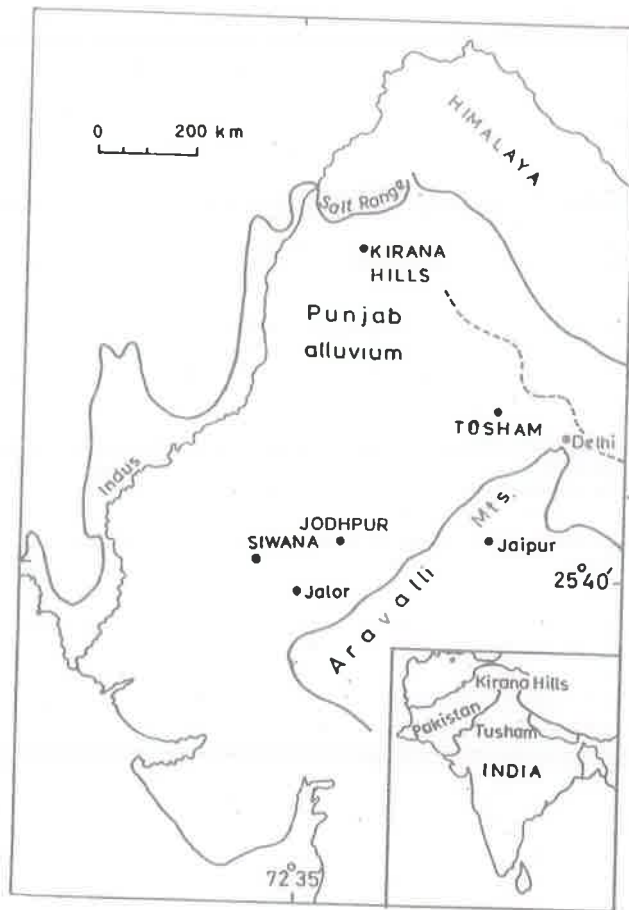 HIMALAYA
0 200 km
Salt Range
KIRANA
HILLS
Punjab
alluvium
TOSHAM
Delhi
Indus
JODHPUR
SIWANA
Jaipur
Jalor
Aravalli Mts.
25°40'
72°35
Kirana Hills
Pakistan
Tusham
INDIA